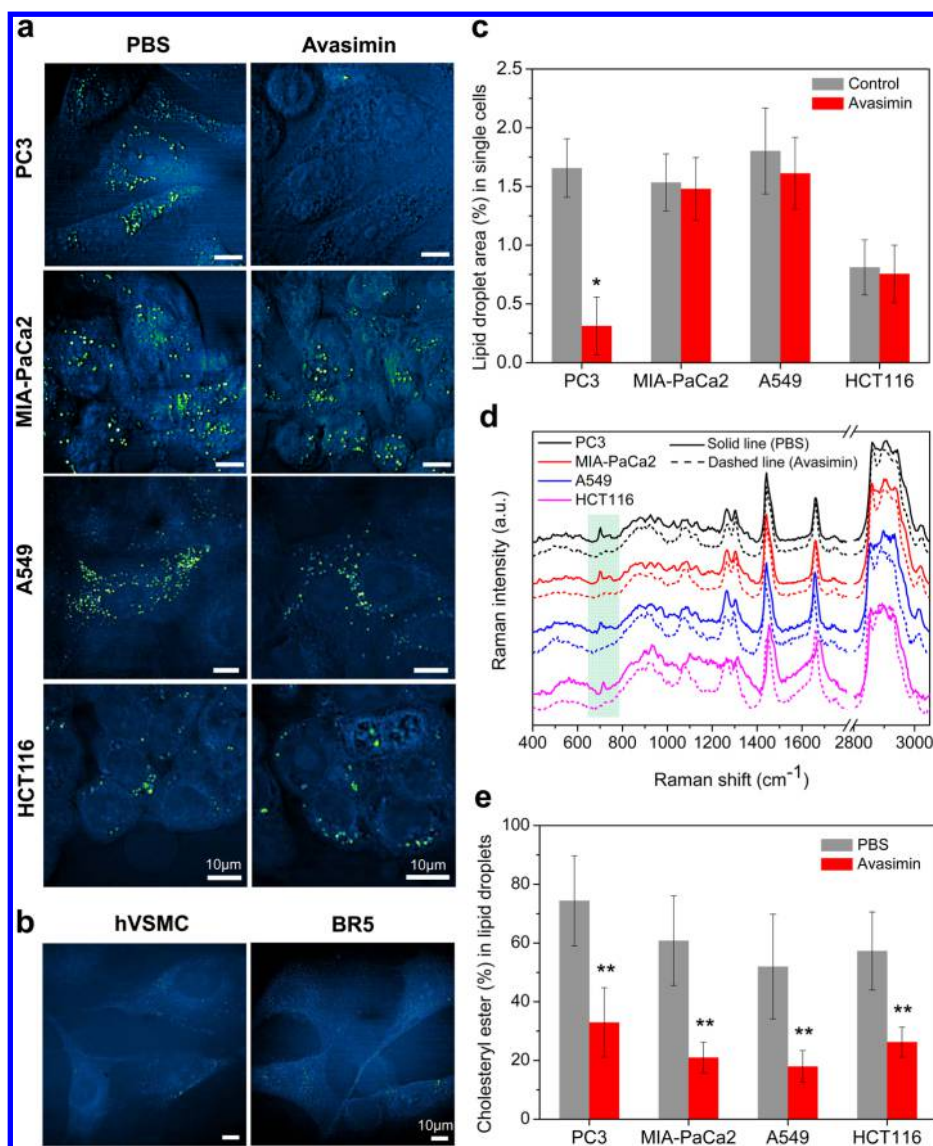 a
PBS
Avasimin
PC3
MIA-PaCa2
A549
HCT116
10µm
10µm
b
hVSMC
BR5
10µm
c
Lipid droplet area (%) in single cells
2.5
2.0
1.5
1.0
0.5
0.0
Control
Avasimin
*
PC3
MIA-PaCa2
A549
HCT116
d
Raman intensity (a.u.)
PC3
MIA-PaCa2
A549
HCT116
Solid line (PBS)
Dashed line (Avasimin)
400 600 800 1000 1200 1400 1600 2800 3000
Raman shift (cm⁻¹)
e
Cholesteryl ester (%) in lipid droplets
100
80
60
40
20
0
PBS
Avasimin
**
**
**
**
PC3
MIA-PaCa2
A549
HCT116